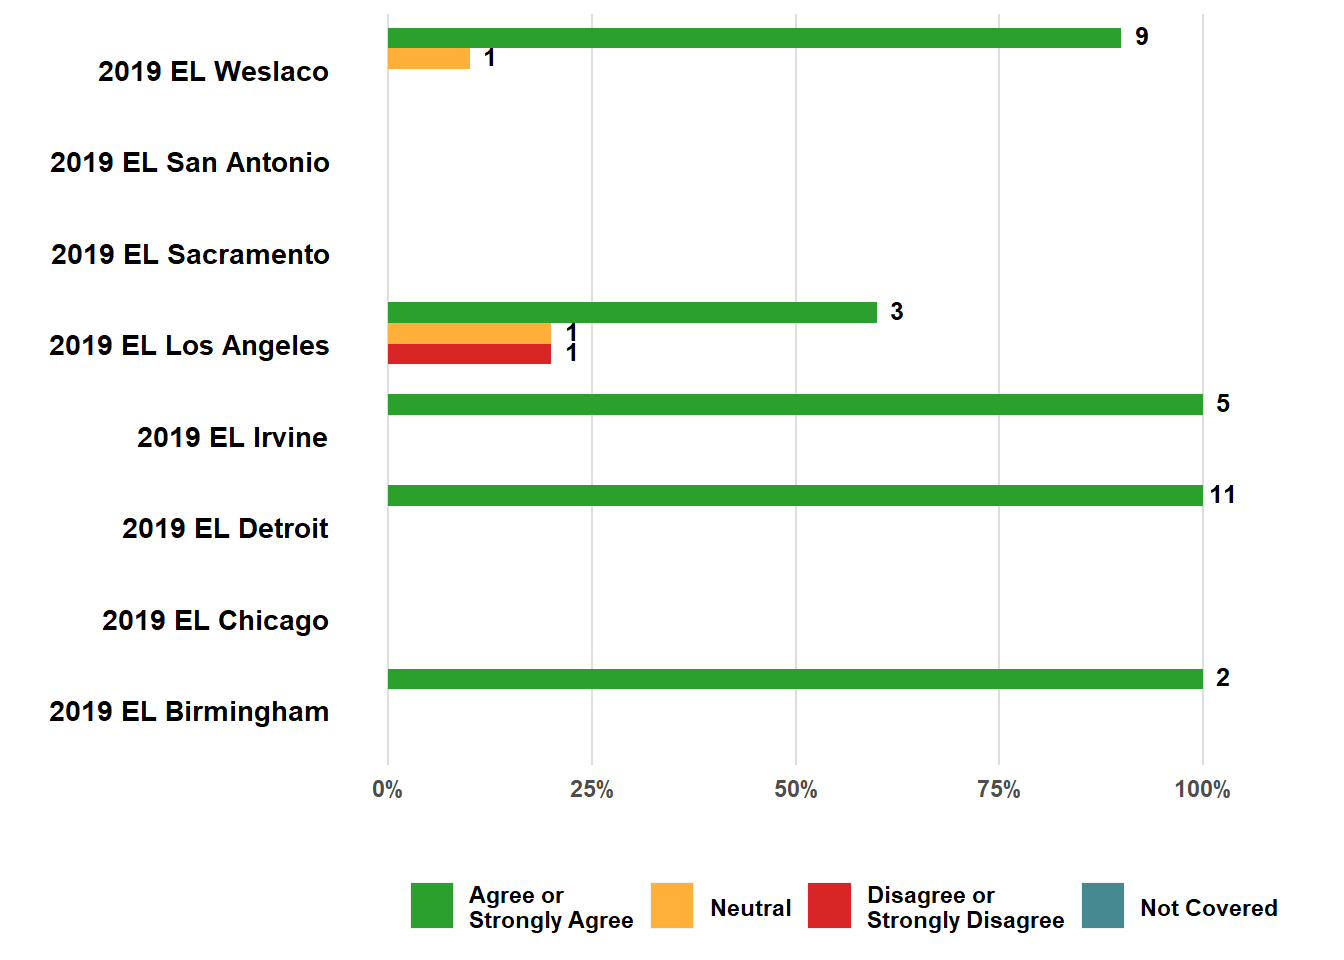 9
1
2019 EL Weslaco
2019 EL San Antonio
2019 EL Sacramento
3
1
2019 EL Los Angeles
1
5
2019 EL Irvine
11
2019 EL Detroit
2019 EL Chicago
2
2019 EL Birmingham
0% 25% 50% 75% 100%
Agree or
Strongly Agree
Neutral
Disagree or
Strongly Disagree
Not Covered